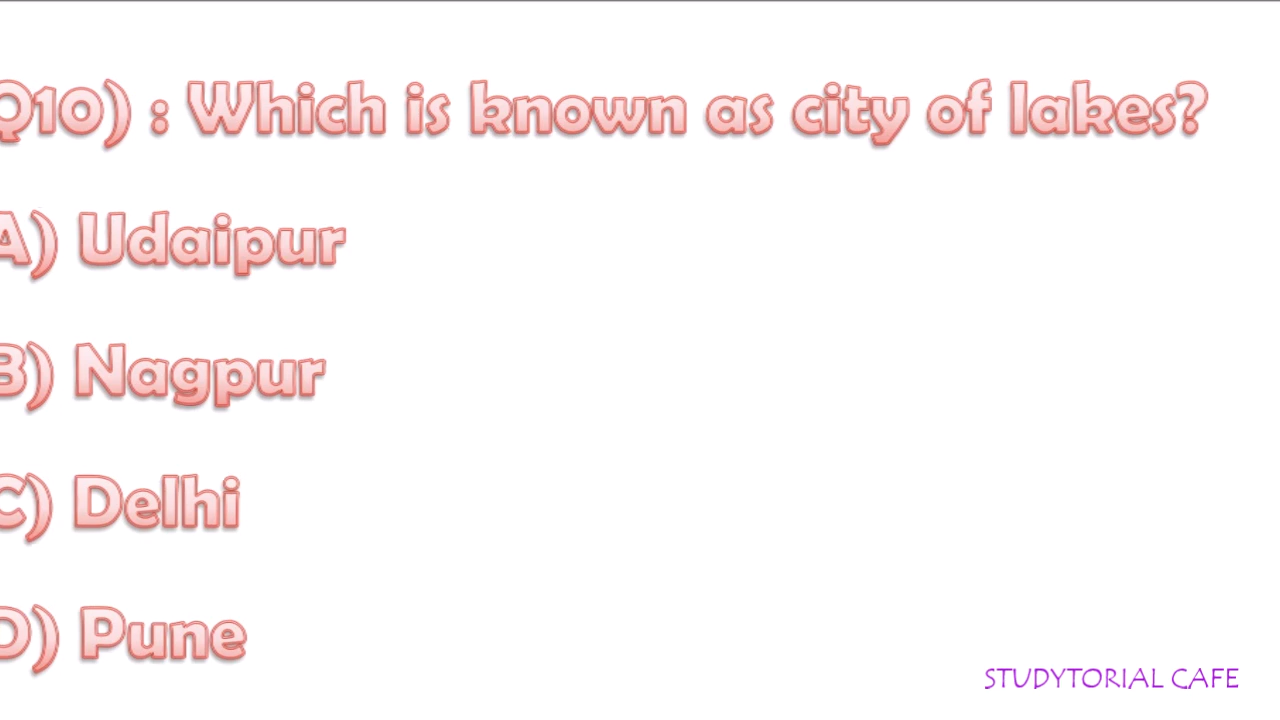 Q10) : Which is known as city of lakes?
A) Udaipur
B) Nagpur
C) Delhi
D) Pune
STUDYTORIAL CAFE